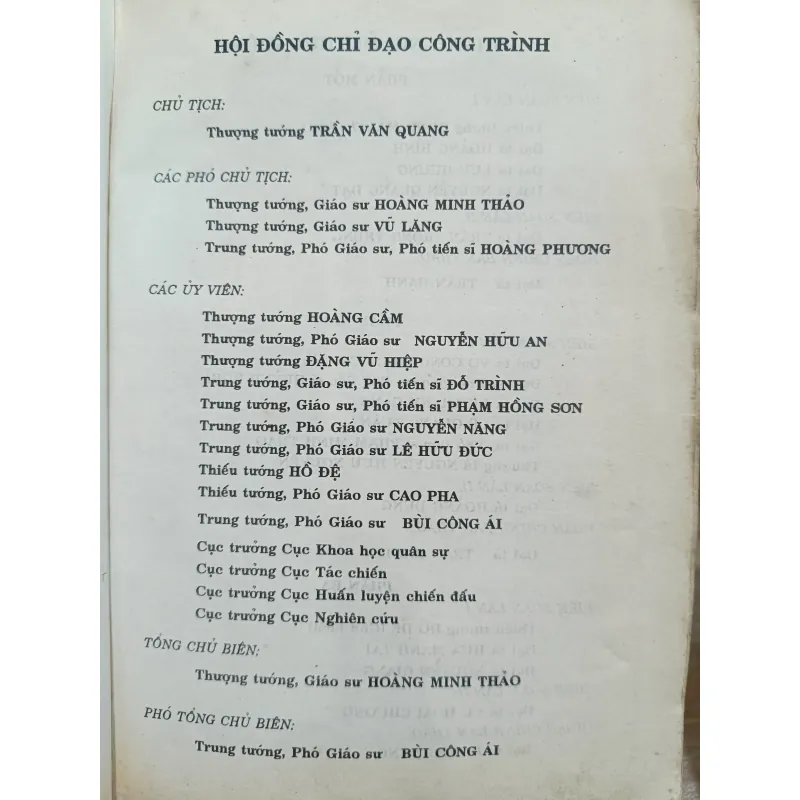 HỘI ĐỒNG CHỈ ĐẠO CÔNG TRÌNH
CHỦ TỊCH:
Thượng tướng TRẦN VĂN QUANG
CÁC PHÓ CHỦ TỊCH:
Thượng tướng, Giáo sư HOÀNG MINH THẢO
Thượng tướng, Giáo sư VŨ LĂNG
Trung tướng, Phó Giáo sư, Phó tiến sĩ HOÀNG PHƯƠNG
CÁC ỦY VIÊN:
Thượng tướng HOÀNG CẦM
Thượng tướng, Phó Giáo sư NGUYỄN HỮU AN
Thượng tướng ĐẶNG VŨ HIỆP
Trung tướng, Giáo sư, Phó tiến sĩ ĐỖ TRÌNH
Trung tướng, Giáo sư, Phó tiến sĩ PHẠM HỒNG SƠN
Trung tướng, Phó Giáo sư NGUYỄN NĂNG
Trung tướng, Phó Giáo sư LÊ HỮU ĐỨC
Thiếu tướng HỒ ĐỆ
Thiếu tướng, Phó Giáo sư CAO PHA
Trung tướng, Phó Giáo sư BÙI CÔNG ÁI
Cục trưởng Cục Khoa học quân sự
Cục trưởng Cục Tác chiến
Cục trưởng Cục Huấn luyện chiến đấu
Cục trưởng Cục Nghiên cứu
TỔNG CHỦ BIÊN:
Thượng tướng, Giáo sư HOÀNG MINH THẢO
PHÓ TỔNG CHỦ BIÊN:
Trung tướng, Phó Giáo sư BÙI CÔNG ÁI